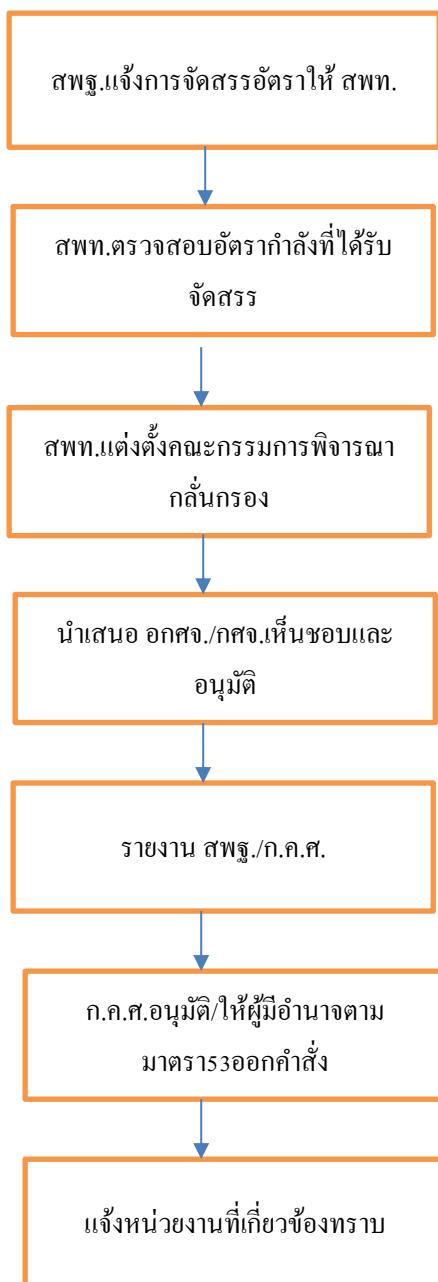 สพฐ.แจ้งการจัดสรรอัตราให้ สพท.
สพท.ตรวจสอบอัตรากำลังที่ได้รับ
จัดสรร
สพท.แต่งตั้งคณะกรรมการพิจารณา
กลั่นกรอง
นำเสนอ อกศจ./กศจ.เห็นชอบและ
อนุมัติ
รายงาน สพฐ./ก.ค.ศ.
ก.ค.ศ.อนุมัติ/ให้ผู้มีอำนาจตาม
มาตรา53ออกคำสั่ง
แจ้งหน่วยงานที่เกี่ยวข้องทราบ